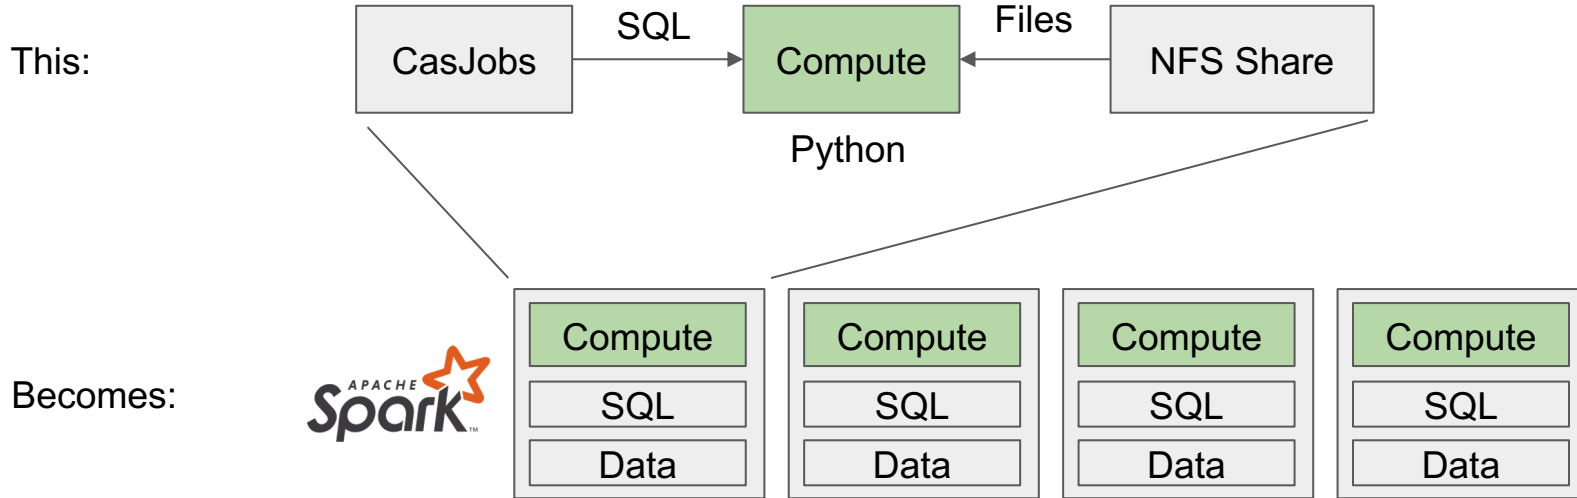 This:
CasJobs
SQL
Compute
Files
NFS Share
Python
Becomes:
APACHE
Spark™
Compute
SQL
Data
Compute
SQL
Data
Compute
SQL
Data
Compute
SQL
Data